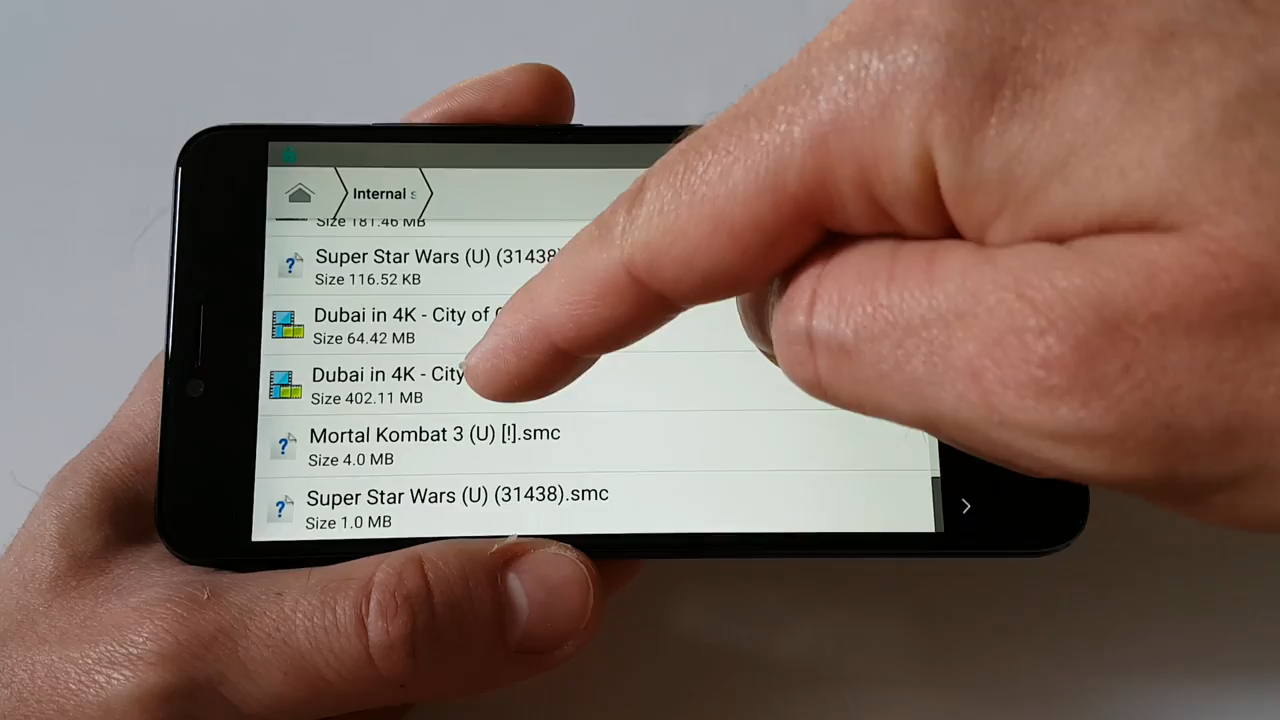 Internal
Size 181.46 MB
Super Star Wars (U) (31438)
Size 116.52 KB
Dubai in 4K - City of
Size 64.42 MB
Dubai in 4K - City
Size 402.11 MB
Mortal Kombat 3 (U) [!].smc
Size 4.0 MB
Super Star Wars (U) (31438).smc
Size 1.0 MB